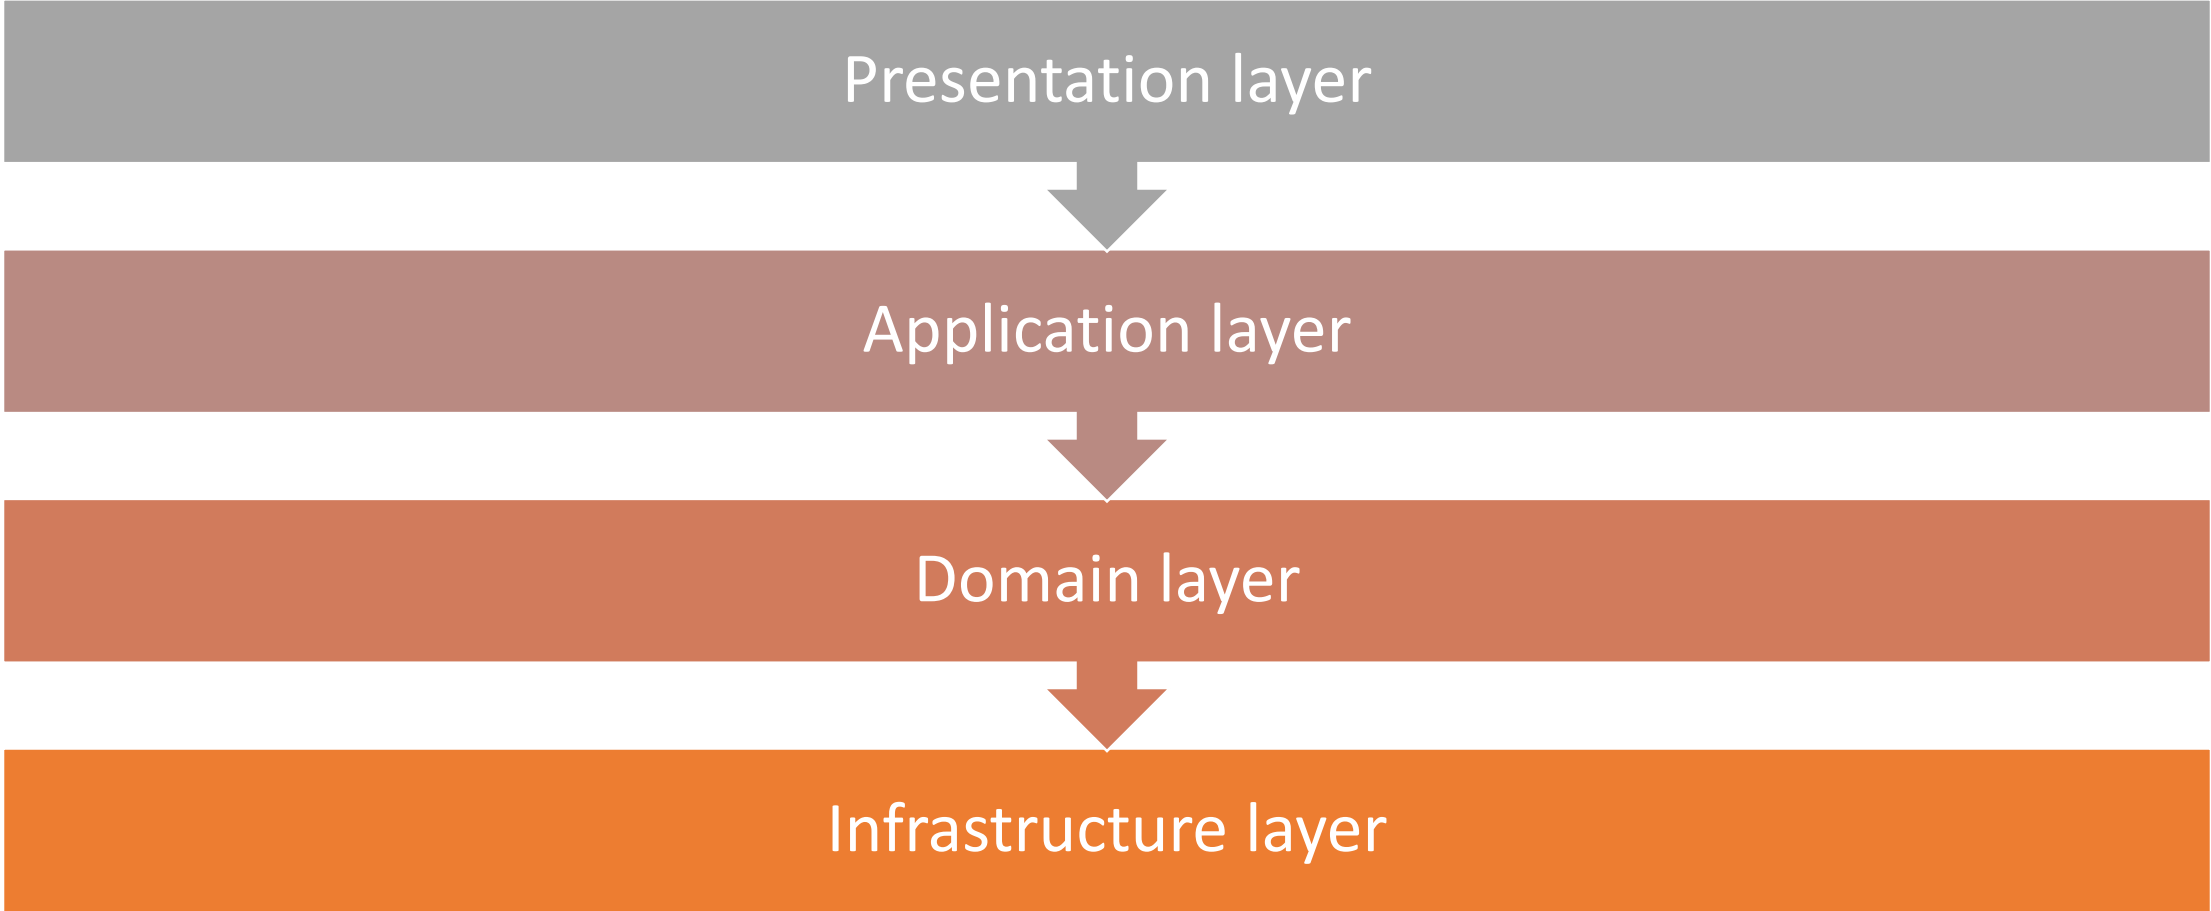 Presentation layer
Application layer
Domain layer
Infrastructure layer